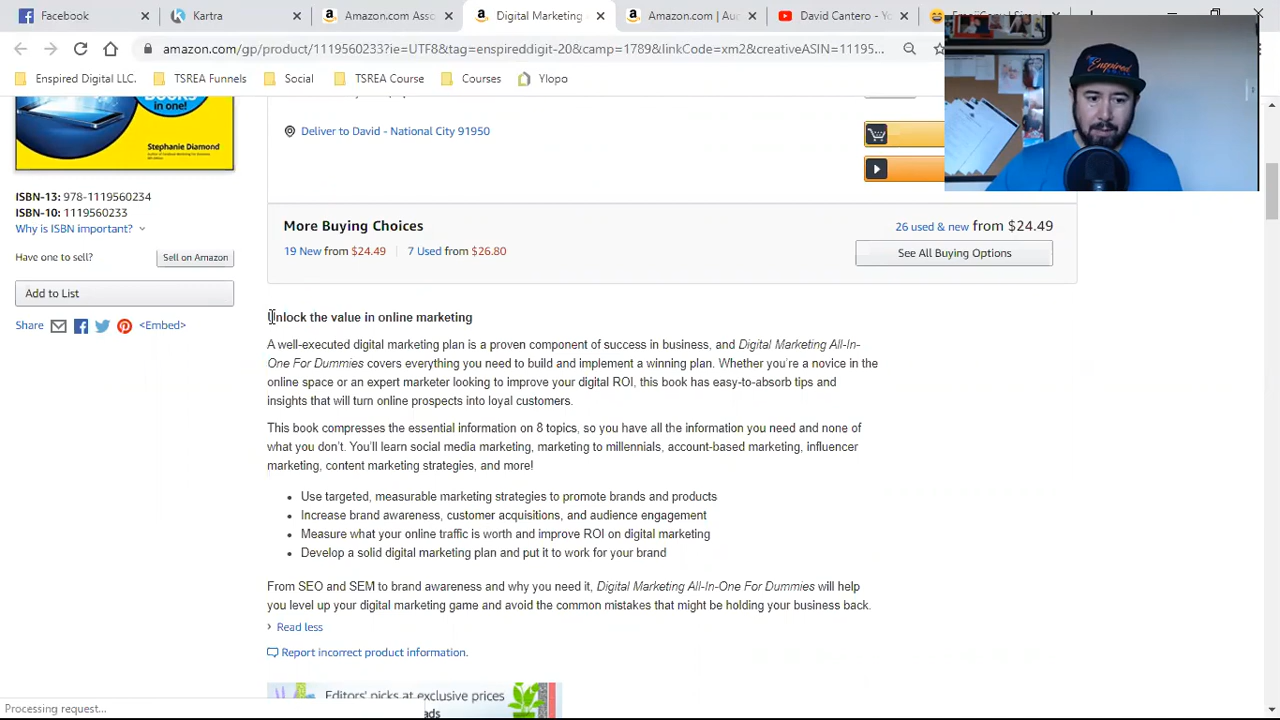 Facebook
Kartra
Amazon.com Asso
Digital Marketing
Amazon.com | Au
David Cantero - Yo
amazon.com/gp/product/1119560233?ie=UTF8&tag=enspireddigit-20&camp=1789&linkCode=xm2&creativeASIN=11195...
Enspired Digital LLC.
TSREA Funnels
Social
TSREA Conte
Courses
Ylopo
Enspired
BOOKS
in one!
Stephanie Diamond
Deliver to David - National City 91950
ISBN-13: 978-1119560234
ISBN-10: 1119560233
Why is ISBN important?
Have one to sell?
Sell on Amazon
Add to List
Share
<Embed>
More Buying Choices
26 used & new from $24.49
19 New from $24.49
7 Used from $26.80
See All Buying Options
Unlock the value in online marketing
A well-executed digital marketing plan is a proven component of success in business, and Digital Marketing All-In-
One For Dummies covers everything you need to build and implement a winning plan. Whether you're a novice in the
online space or an expert marketer looking to improve your digital ROI, this book has easy-to-absorb tips and
insights that will turn online prospects into loyal customers.
This book compresses the essential information on 8 topics, so you have all the information you need and none of
what you don't. You'll learn social media marketing, marketing to millennials, account-based marketing, influencer
marketing, content marketing strategies, and more!
• Use targeted, measurable marketing strategies to promote brands and products
• Increase brand awareness, customer acquisitions, and audience engagement
• Measure what your online traffic is worth and improve ROI on digital marketing
• Develop a solid digital marketing plan and put it to work for your brand
From SEO and SEM to brand awareness and why you need it, Digital Marketing All-In-One For Dummies will help
you level up your digital marketing game and avoid the common mistakes that might be holding your business back.
Read less
Report incorrect product information.
Editors' picks at exclusive prices
ads
Processing request...